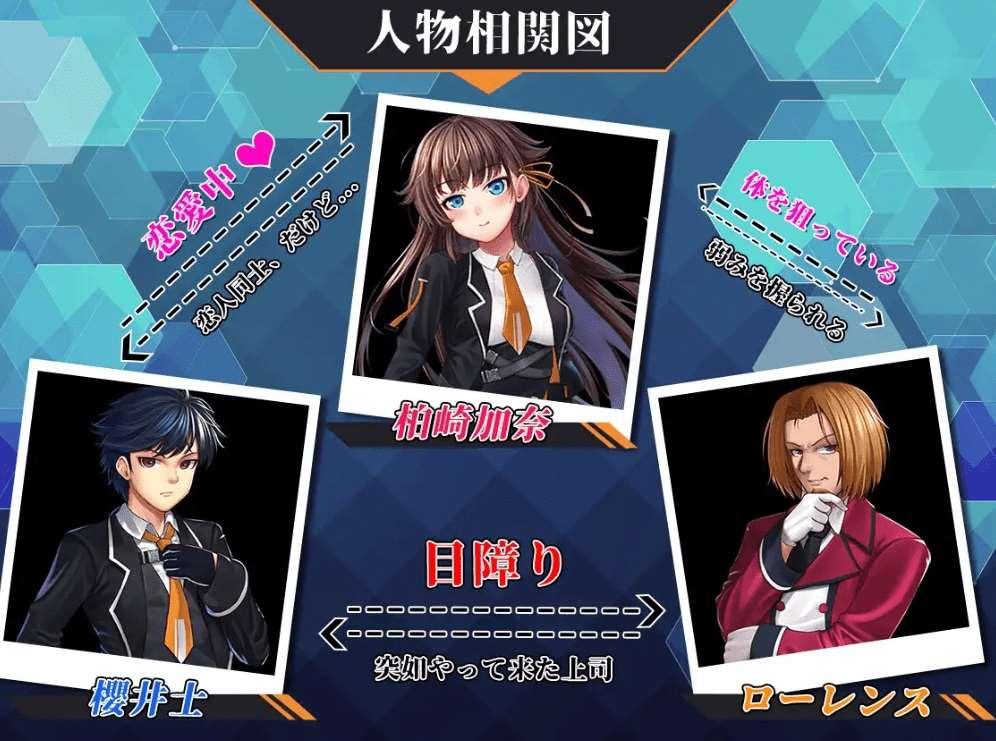 人物相関図
恋愛中♥
恋人同士、だけど…
体を狙っている
弱みを握られる
柏崎加奈
目障り
突如やって来た上司
櫻井士
ローレンス